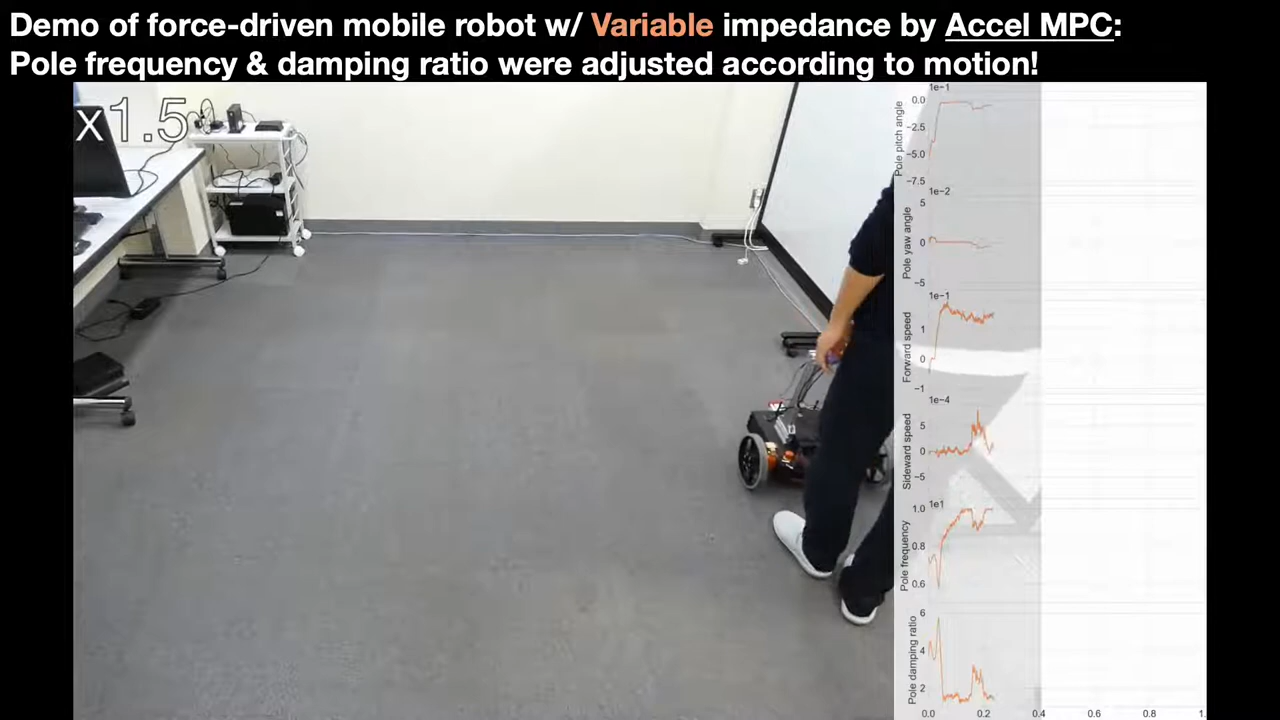 Demo of force-driven mobile robot w/ Variable impedance by Accel MPC:
Pole frequency & damping ratio were adjusted according to motion!
x1.5
1e-1
Pole pitch angle
0.0
−2.5
−5.0
−7.5
1e-2
Pole yaw angle
5
0
−5
1e-1
Forward speed
1
0
−1
1e-4
Sideward speed
5
0
−5
1e1
Pole frequency
1.0
0.8
0.6
Pole damping ratio
6
4
2
0.0 0.2 0.4 0.6 0.8 1.